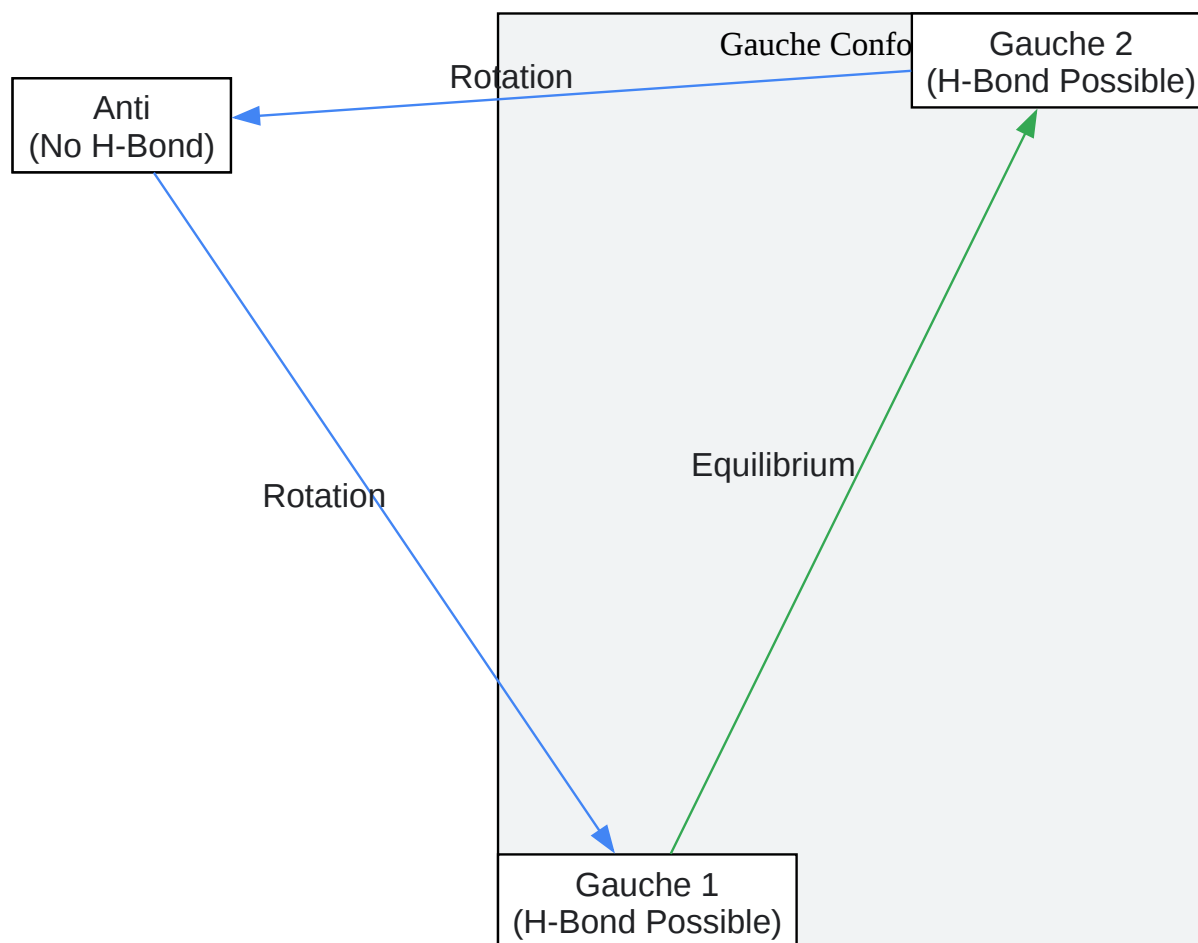 Gauche Confo
Gauche 2
(H-Bond Possible)
Rotation
Anti
(No H-Bond)
Equilibrium
Rotation
Gauche 1
(H-Bond Possible)